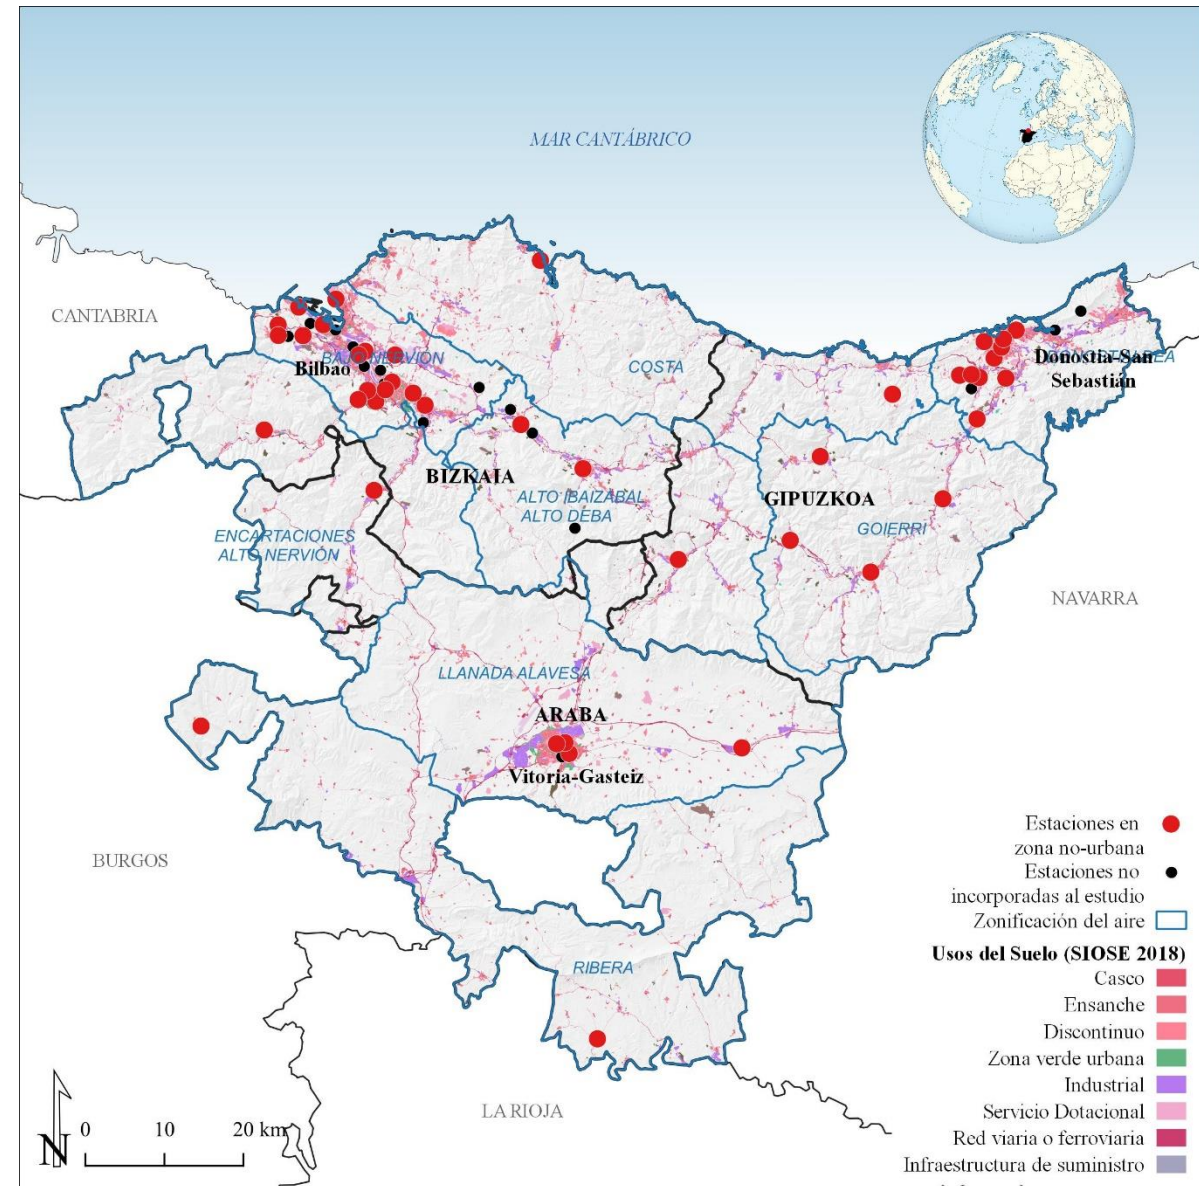 MAR CANTÁBRICO
CANTABRIA
BAJO NERVIÓN
Bilbao
COSTA
Donostia-San
Sebastián
BIZKAIA
ALTO IBAIZABAL
ALTO DEBA
GIPUZKOA
GOIERRI
ENCARTACIONES
ALTO NERVIÓN
NAVARRA
LLANADA ALAVESA
ARABA
Vitoria-Gasteiz
BURGOS
RIBERA
LA RIOJA
N
0 10 20 km
Estaciones en
zona no-urbana
Estaciones no
incorporadas al estudio
Zonificación del aire
Usos del Suelo (SIOSE 2018)
Casco
Ensanche
Discontinuo
Zona verde urbana
Industrial
Servicio Dotacional
Red viaria o ferroviaria
Infraestructura de suministro